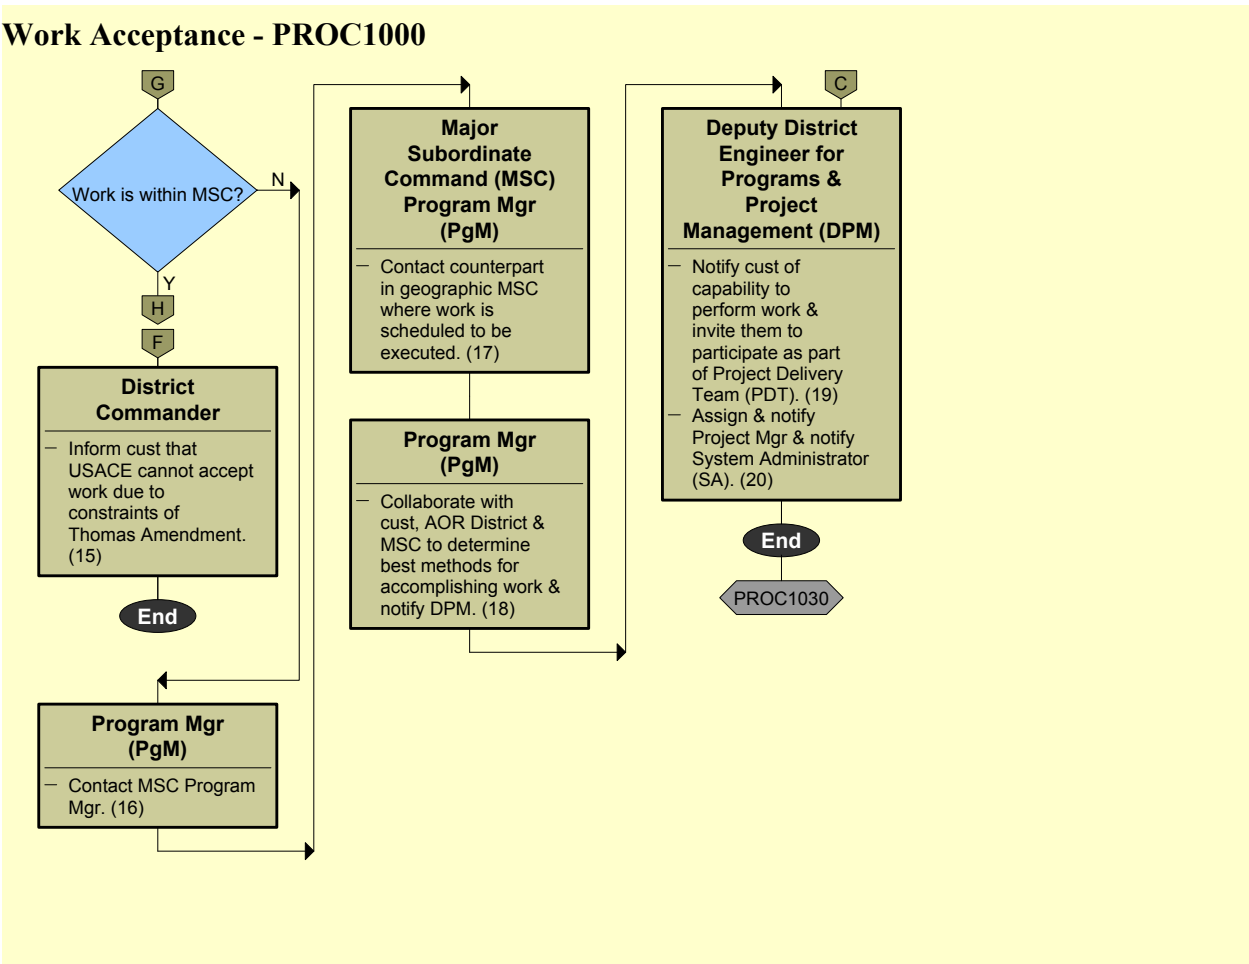 Work Acceptance - PROC1000
G
Work is within MSC?
N
Y
H
F
District
Commander
— Inform cust that
USACE cannot accept
work due to
constraints of
Thomas Amendment.
(15)
End
Program Mgr
(PgM)
— Contact MSC Program
Mgr. (16)
Major
Subordinate
Command (MSC)
Program Mgr
(PgM)
— Contact counterpart
in geographic MSC
where work is
scheduled to be
executed. (17)
Program Mgr
(PgM)
— Collaborate with
cust, AOR District &
MSC to determine
best methods for
accomplishing work &
notify DPM. (18)
C
Deputy District
Engineer for
Programs &
Project
Management (DPM)
— Notify cust of
capability to
perform work &
invite them to
participate as part
of Project Delivery
Team (PDT). (19)
— Assign & notify
Project Mgr & notify
System Administrator
(SA). (20)
End
PROC1030